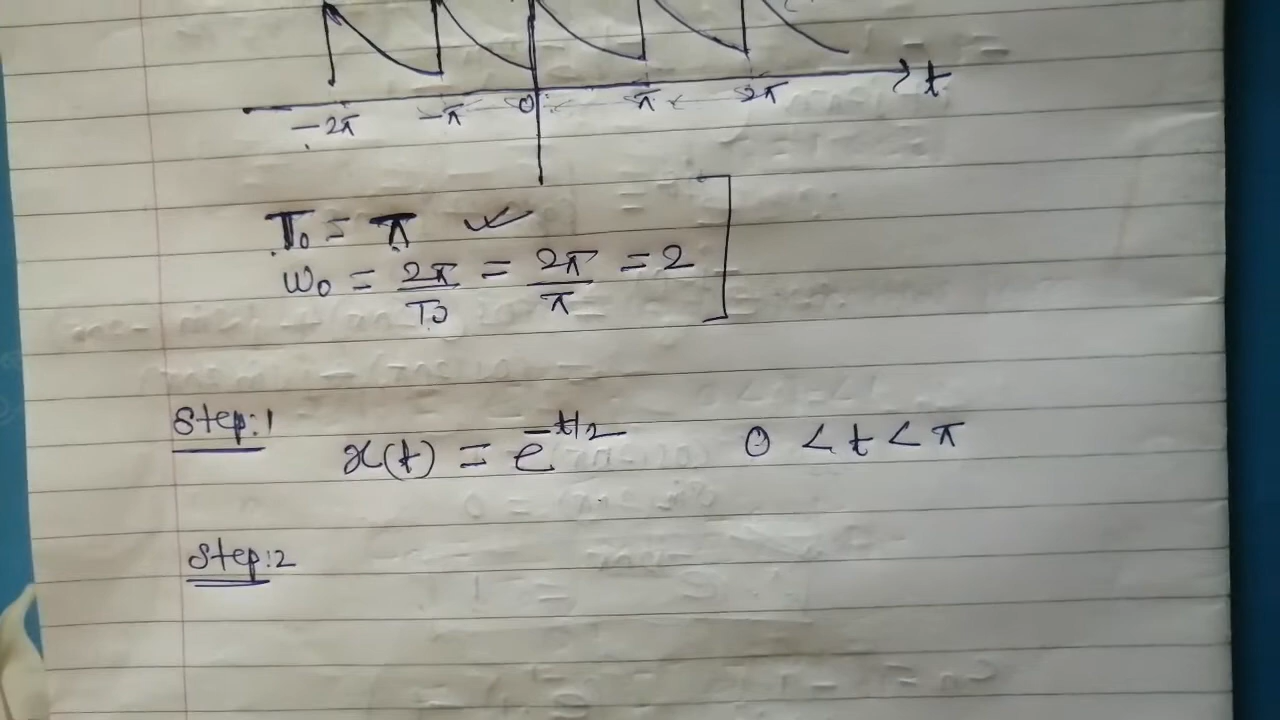 -2π -π 0 π 2π t
T₀ = π ✓
ω₀ = 2π/T₀ = 2π/π = 2
Step:1
x(t) = e^(-t/2) 0 < t < π
Step:2